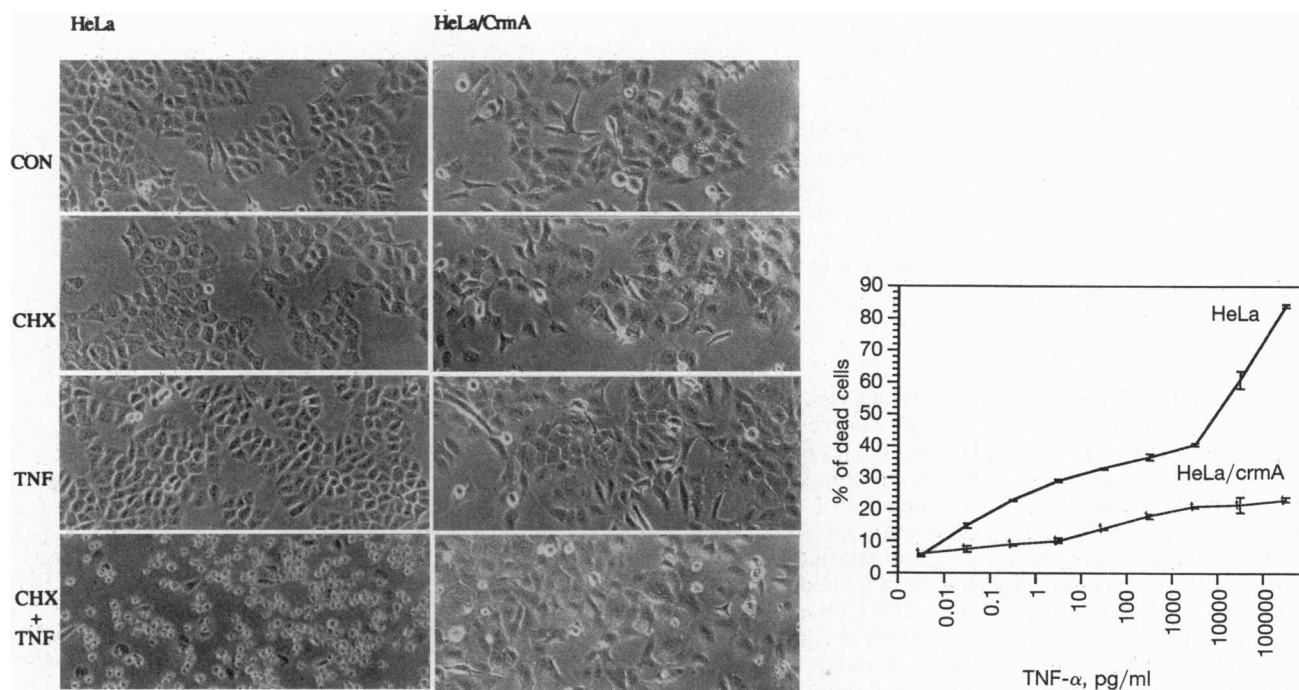 HeLa
HeLa/CrmA
CON
CHX
TNF
CHX
+
TNF
% of dead cells
90
80
70
60
50
40
30
20
10
0
HeLa
HeLa/crmA
0
0.01
0.1
1
10
100
1000
10000
100000
TNF-α, pg/ml